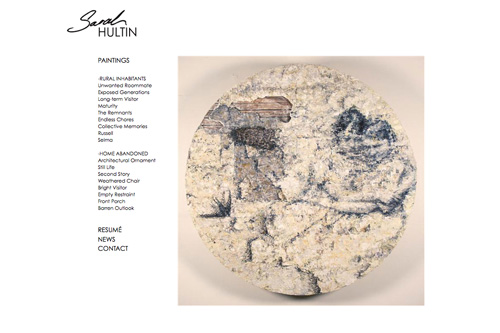 Sarah
HULTIN
PAINTINGS
-RURAL INHABITANTS
Unwanted Roommate
Exposed Generations
Long-term Visitor
Maturity
The Remnants
Endless Chores
Collective Memories
Russell
Selma
-HOME ABANDONED
Architectural Ornament
Still Life
Second Story
Weathered Chair
Bright Visitor
Empty Restraint
Front Porch
Barren Outlook
RESUMÉ
NEWS
CONTACT